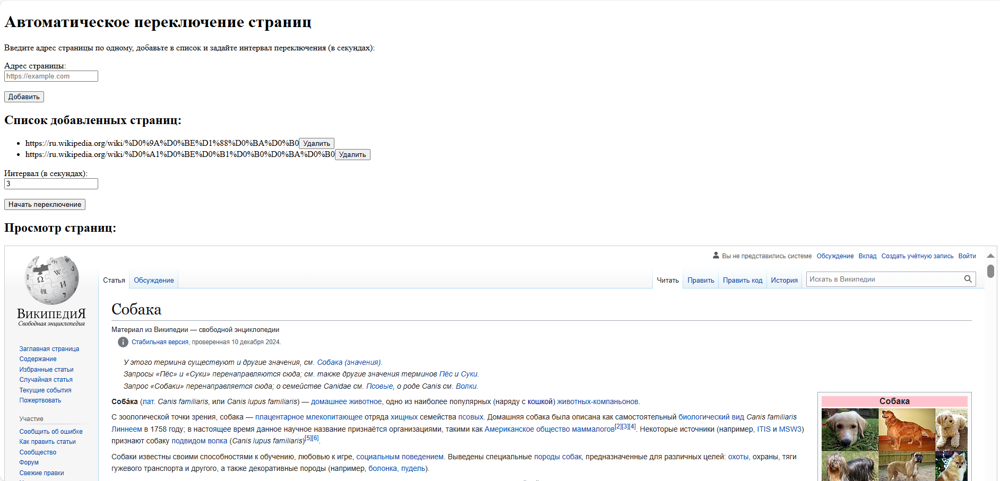 Автоматическое переключение страниц
Введите адрес страницы по одному, добавьте в список и задайте интервал переключения (в секундах):
Адрес страницы:
https://example.com
Добавить
Список добавленных страниц:
https://ru.wikipedia.org/wiki/%D0%9A%D0%BE%D1%88%D0%BA%D0%B0 Удалить
https://ru.wikipedia.org/wiki/%D0%A1%D0%BE%D0%B1%D0%B0%D0%BA%D0%B0 Удалить
Интервал (в секундах):
3
Начать переключение
Просмотр страниц:
Вы не представились системе Обсуждение Вклад Создать учётную запись Войти
Статья Обсуждение Читать Править Править код История Искать в Википедии
ВикипедиЯ
Свободная энциклопедия
Заглавная страница
Содержание
Избранные статьи
Случайная статья
Текущие события
Пожертвовать
Участие
Сообщить об ошибке
Как править статьи
Сообщество
Форум
Свежие правки
Собака
Материал из Википедии — свободной энциклопедии
Стабильная версия, проверенная 10 декабря 2024.
У этого термина существуют и другие значения, см. Собака (значения).
Запросы «Пёс» и «Суки» перенаправляются сюда; см. также другие значения терминов Пёс и Суки.
Запрос «Собаки» перенаправляется сюда; о семействе Canidae см. Псовые, о роде Canis см. Волки.
Соба́ка (лат. Canis familiaris, или Canis lupus familiaris) — домашнее животное, одно из наиболее популярных (наряду с кошкой) животных-компаньонов.
С зоологической точки зрения, собака — плацентарное млекопитающее отряда хищных семейства псовых. Домашняя собака была описана как самостоятельный биологический вид Canis familiaris
Линнеем в 1758 году; в настоящее время данное научное название признаётся организациями, такими как Американское общество маммалогов[2][3][4]. Некоторые источники (например, ITIS и MSW3)
признают собаку подвидом волка (Canis lupus familiaris)[5][6].
Собаки известны своими способностями к обучению, любовью к игре, социальным поведением. Выведены специальные породы собак, предназначенные для различных целей: охоты, охраны, тяги
гужевого транспорта и другого, а также декоративные породы (например, болонка, пудель).
Собака